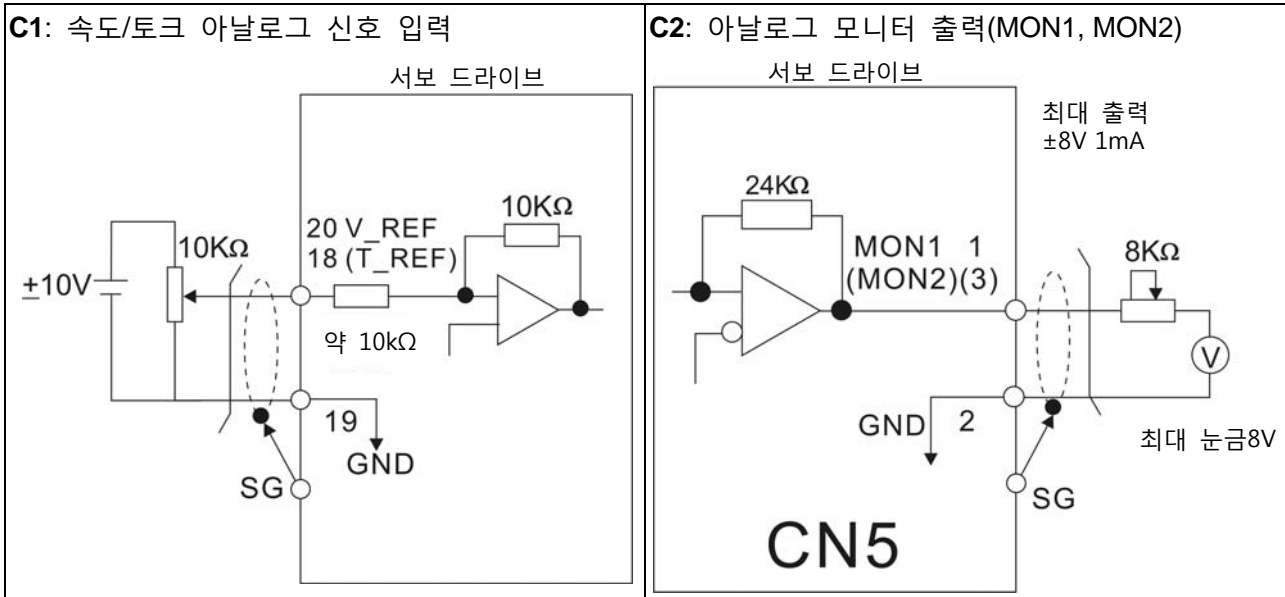 C1: 속도/토크 아날로그 신호 입력
서보 드라이브
±10V
10KΩ
20 V_REF
18 (T_REF)
10KΩ
약 10kΩ
19
GND
SG
C2: 아날로그 모니터 출력(MON1, MON2)
서보 드라이브
최대 출력
±8V 1mA
24KΩ
MON1 1
(MON2)(3)
8KΩ
V
GND 2
최대 눈금8V
SG
CN5